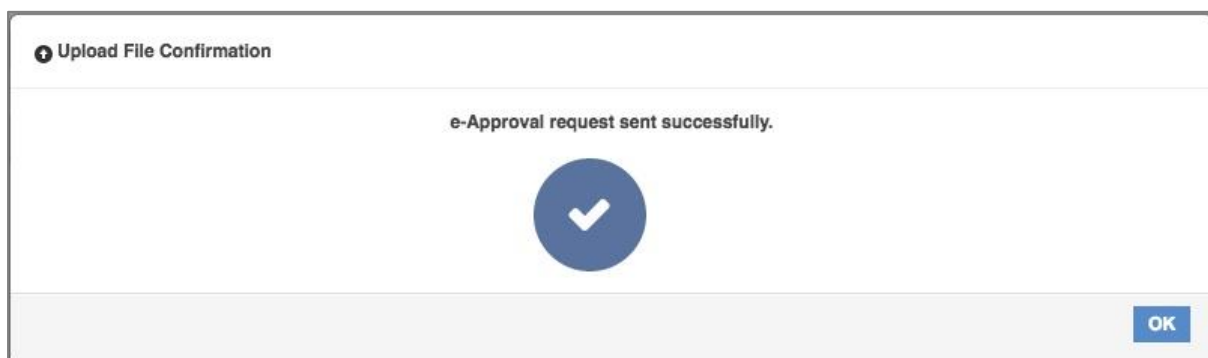 Upload File Confirmation
e-Approval request sent successfully.
OK